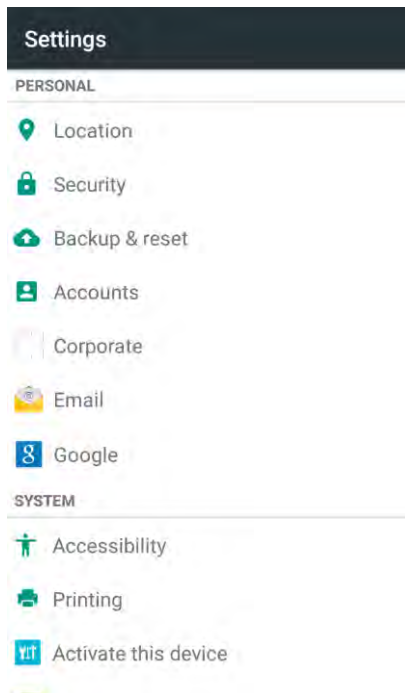 Settings
PERSONAL
Location
Security
Backup & reset
Accounts
Corporate
Email
Google
SYSTEM
Accessibility
Printing
Activate this device